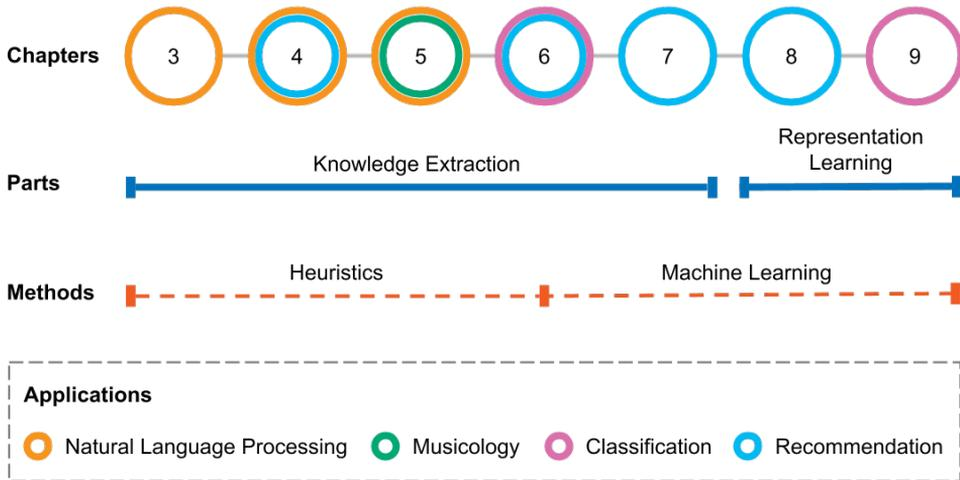 Chapters 3 4 5 6 7 8 9
Representation
Learning
Knowledge Extraction
Parts
Heuristics Machine Learning
Methods
Applications
Natural Language Processing Musicology Classification Recommendation